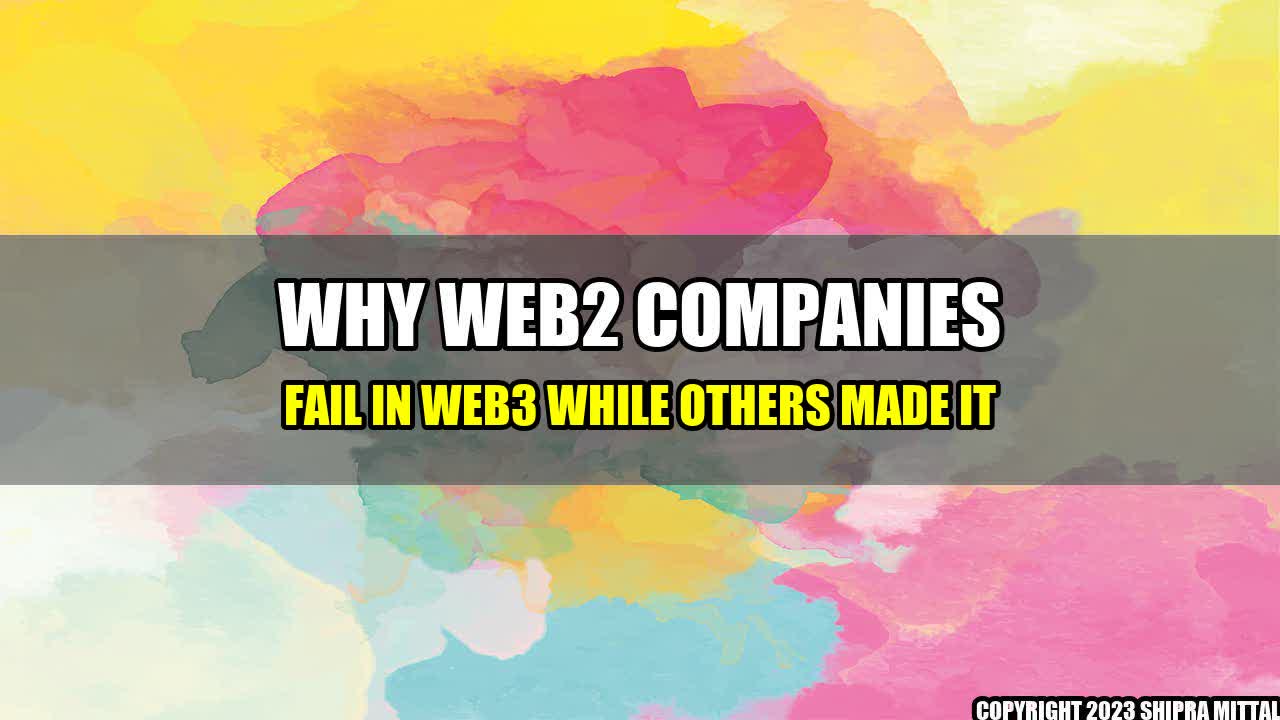 WHY WEB2 COMPANIES
FAIL IN WEB3 WHILE OTHERS MADE IT
COPYRIGHT 2023 SHIPRA MITTAL